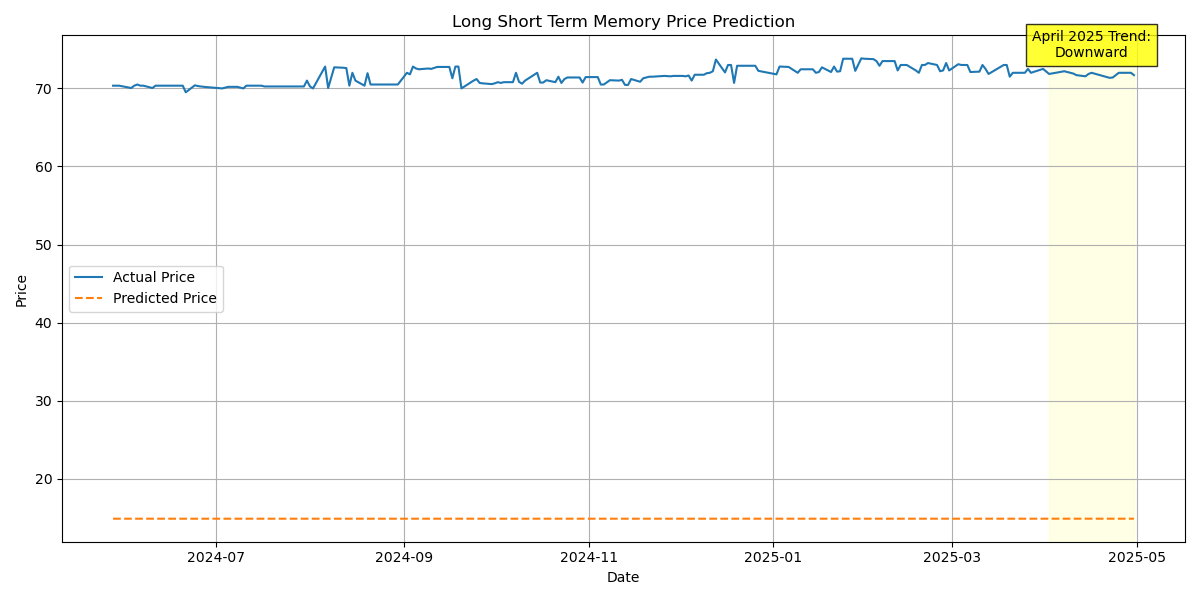 Long Short Term Memory Price Prediction
April 2025 Trend:
Downward
70
60
50
40
30
20
Price
Actual Price
Predicted Price
2024-07
2024-09
2024-11
2025-01
2025-03
2025-05
Date